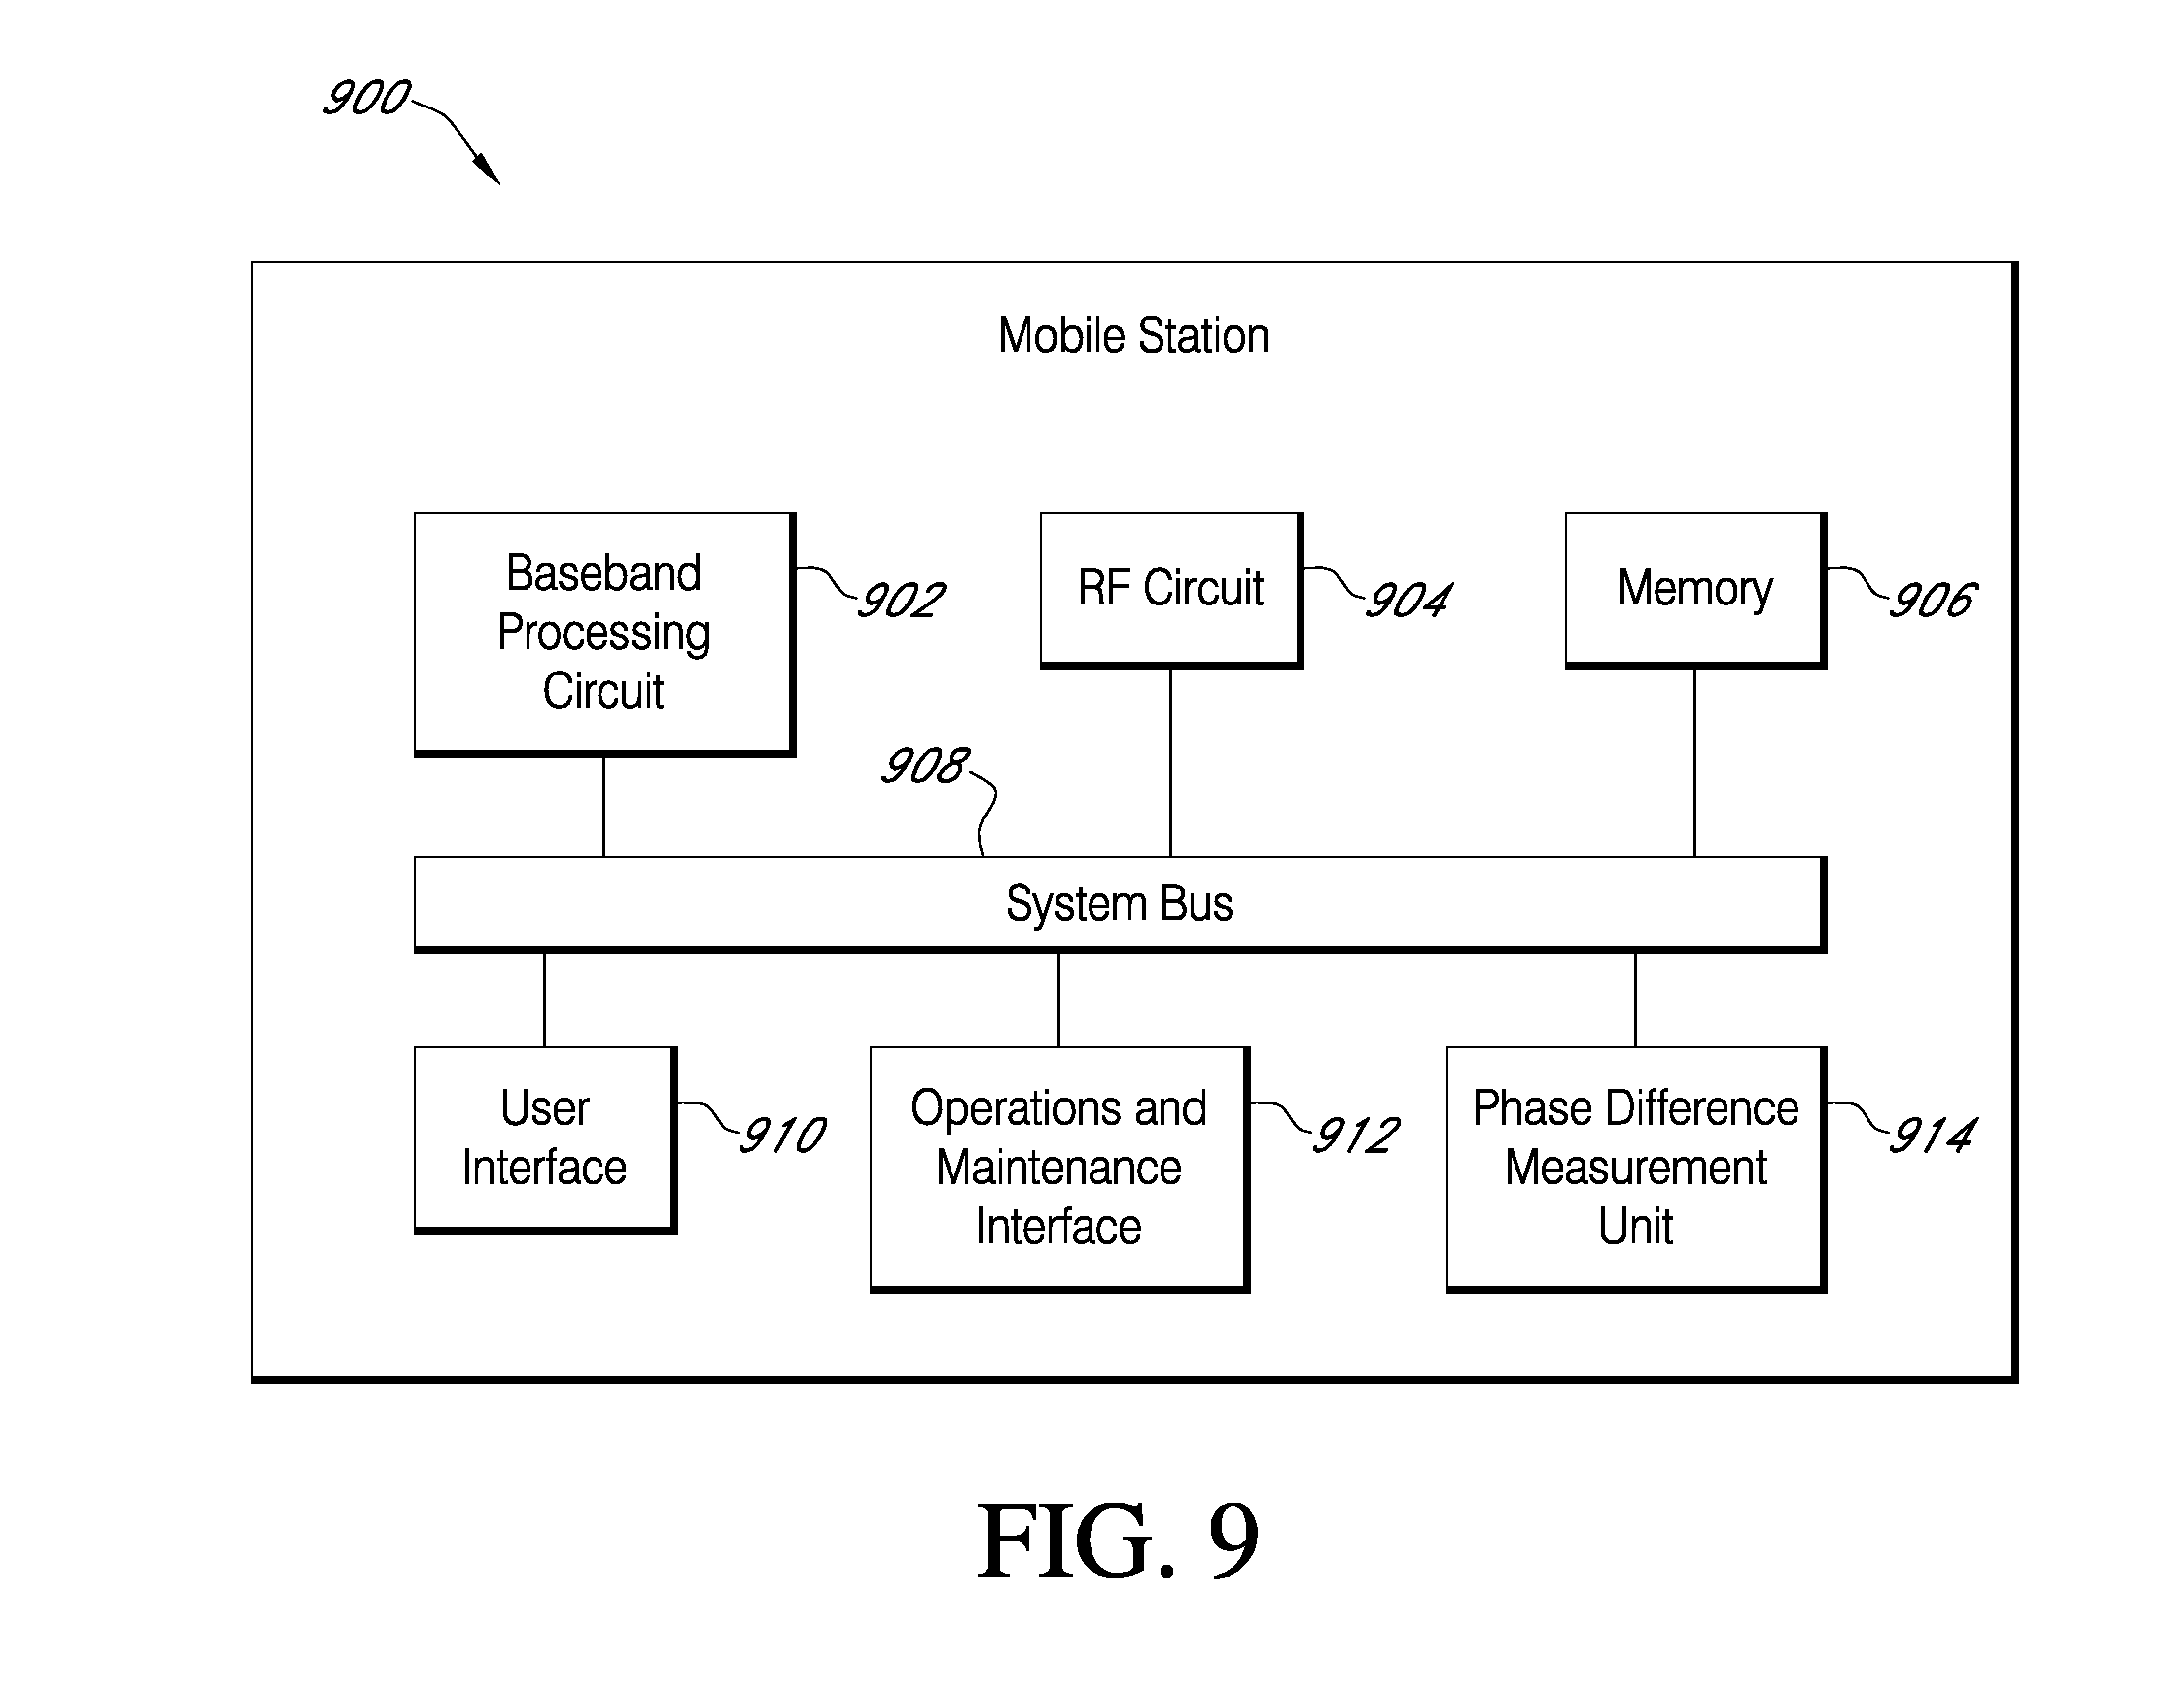 900
Mobile Station
Baseband
Processing
Circuit
902
RF Circuit
904
Memory
906
908
System Bus
User
Interface
910
Operations and
Maintenance
Interface
912
Phase Difference
Measurement
Unit
914
FIG. 9